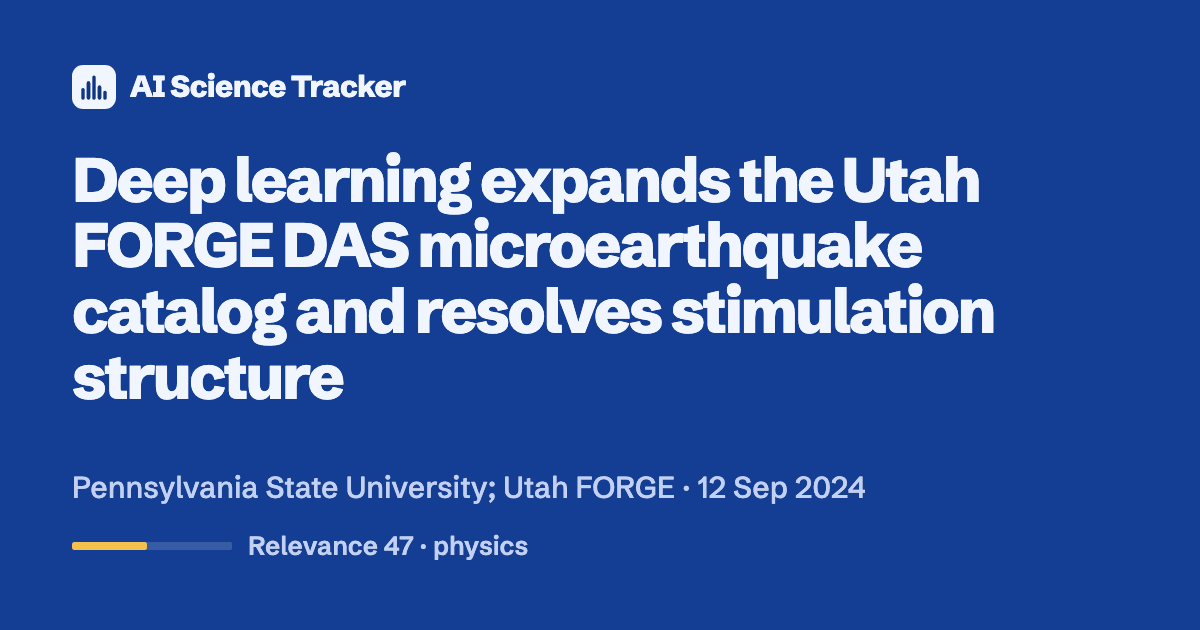 AI Science Tracker
Deep learning expands the Utah
FORGE DAS microearthquake
catalog and resolves stimulation
structure
Pennsylvania State University; Utah FORGE · 12 Sep 2024
Relevance 47 · physics